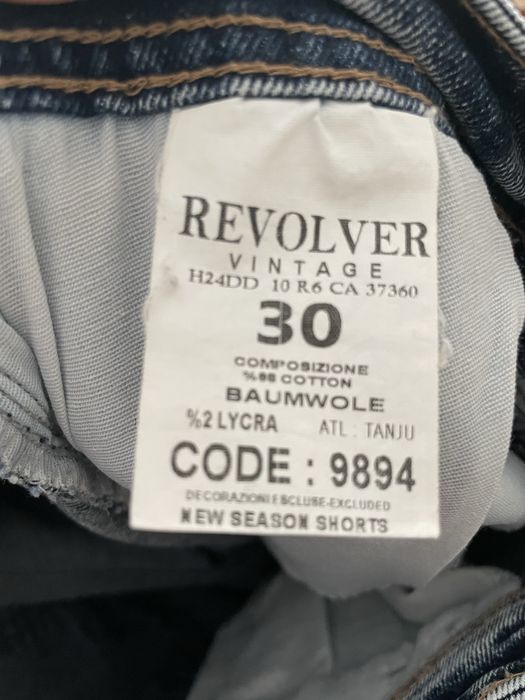 REVOLVER
VINTAGE
H24DD 10 R6 CA 37360
30
COMPOSIZIONE
%98 COTTON
BAUMWOLE
%2 LYCRA ATL : TANJU
CODE : 9894
DECORAZIONI ESCLUSE-EXCLUDED
NEW SEASON SHORTS